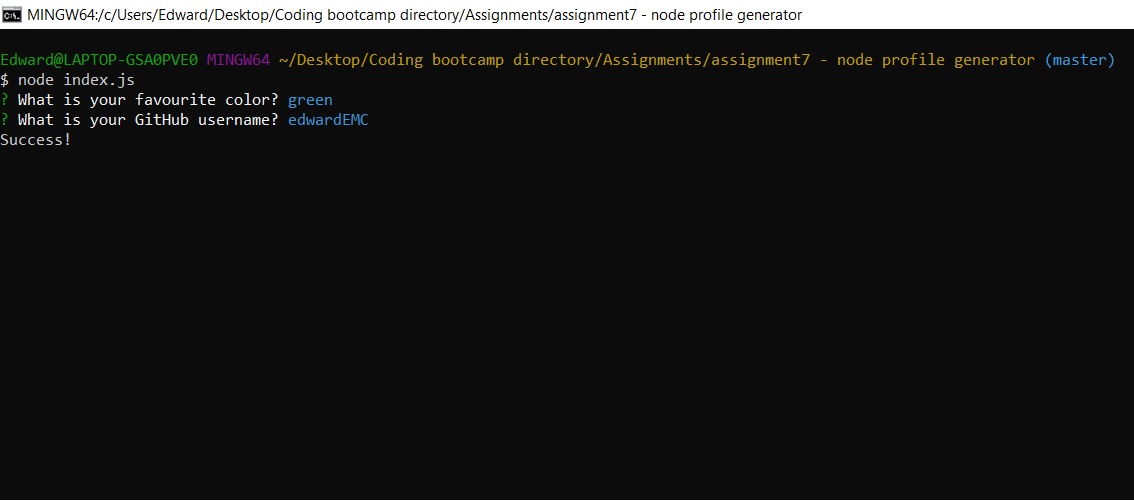 MINGW64:/c/Users/Edward/Desktop/Coding bootcamp directory/Assignments/assignment7 - node profile generator
Edward@LAPTOP-GSA0PVE0 MINGW64 ~/Desktop/Coding bootcamp directory/Assignments/assignment7 - node profile generator (master)
$ node index.js
? What is your favourite color? green
? What is your GitHub username? edwardEMC
Success!